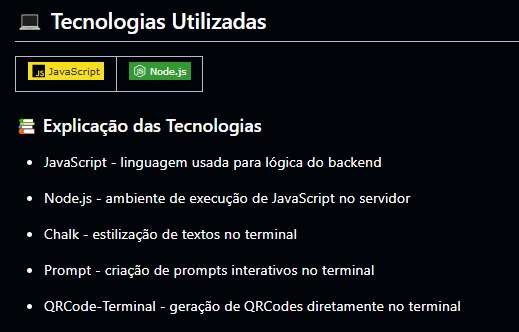 Tecnologias Utilizadas
JS JavaScript JS Node.js
Explicação das Tecnologias
JavaScript - linguagem usada para lógica do backend
Node.js - ambiente de execução de JavaScript no servidor
Chalk - estilização de textos no terminal
Prompt - criação de prompts interativos no terminal
QRCode-Terminal - geração de QRCodes diretamente no terminal